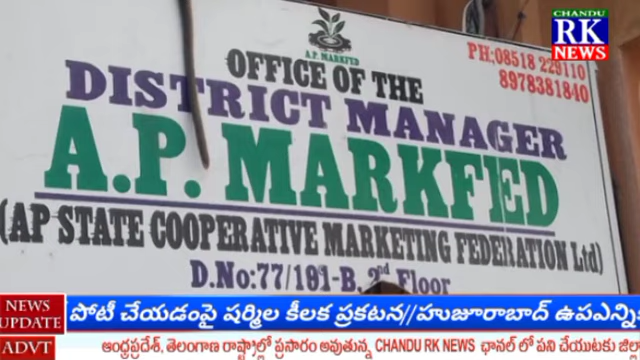 CHANDU
RK
NEWS
A.P. MARKFED
PH:08518 229110
8978381840
OFFICE OF THE
DISTRICT MANAGER
A.P. MARKFED
(AP STATE COOPERATIVE MARKETING FEDERATION Ltd)
D.No:77/191-B, 2nd Floor
NEWS
UPDATE
పోటీ చేయడంపై షర్మిల కీలక ప్రకటన//హుజూరాబాద్ ఉపఎన్ని
ADVT
ఆంధ్రప్రదేశ్, తెలంగాణ రాష్ట్రాల్లో ప్రసారం అవుతున్న CHANDU RK NEWS ఛానల్ లో పని చేయుటకు జిల్లా